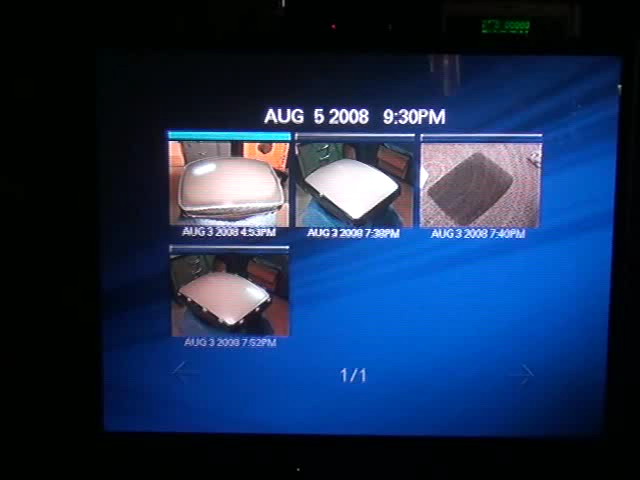 AUG 5 2008 9:30PM
AUG 3 2008 4:53PM
AUG 3 2008 7:38PM
AUG 3 2008 7:40PM
AUG 3 2008 7:52PM
1/1